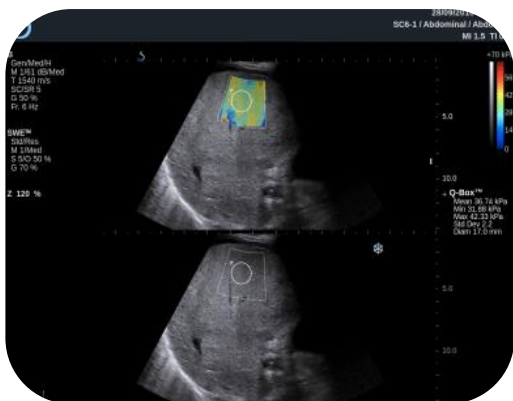 28/09/20
SC6-1 / Abdominal / Abdo
MI 1.5 TI
+70 kPa
Gen/Med/H
M 1/61 dB/Med
T 1540 m/s
SC/SR 5
G 50 %
Fr. 6 Hz
SWE™
Std/Res
M 1/Med
S 5/O 50 %
G 70 %
Z 120 %
5.0
10.0
56
42
28
14
0
+ Q-Box™
Mean 36.74 kPa
Min 31.88 kPa
Max 42.33 kPa
Std Dev 2.2
Diam 17.0 mm
5.0
10.0